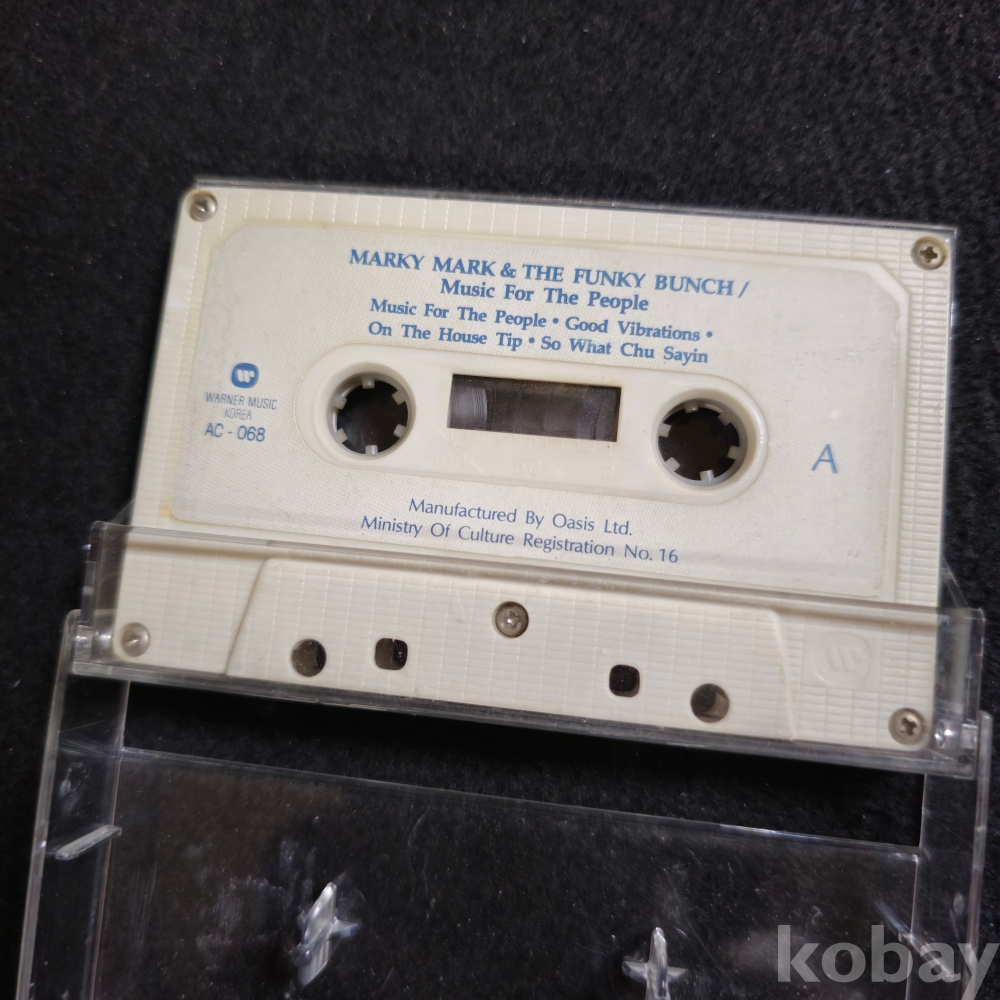 MARKY MARK & THE FUNKY BUNCH /
Music For The People
Music For The People • Good Vibrations •
On The House Tip • So What Chu Sayin
WARNER MUSIC
KOREA
AC - 068
A
Manufactured By Oasis Ltd.
Ministry Of Culture Registration No. 16
kobay